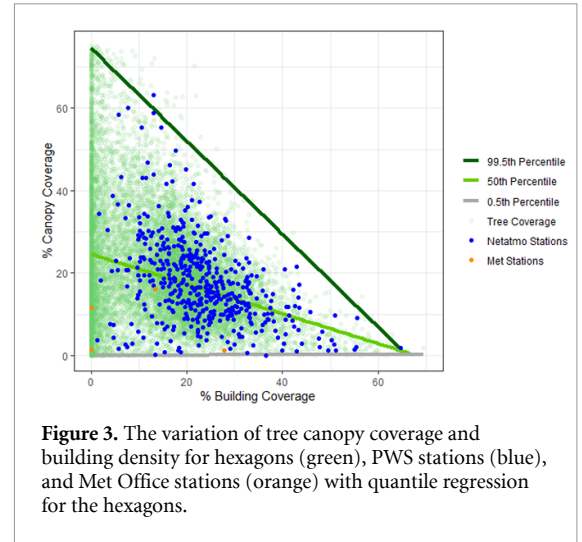 60
40
20
0
% Canopy Coverage
0 20 40 60
% Building Coverage
99.5th Percentile
50th Percentile
0.5th Percentile
Tree Coverage
Netatmo Stations
Met Stations
Figure 3. The variation of tree canopy coverage and
building density for hexagons (green), PWS stations (blue),
and Met Office stations (orange) with quantile regression
for the hexagons.